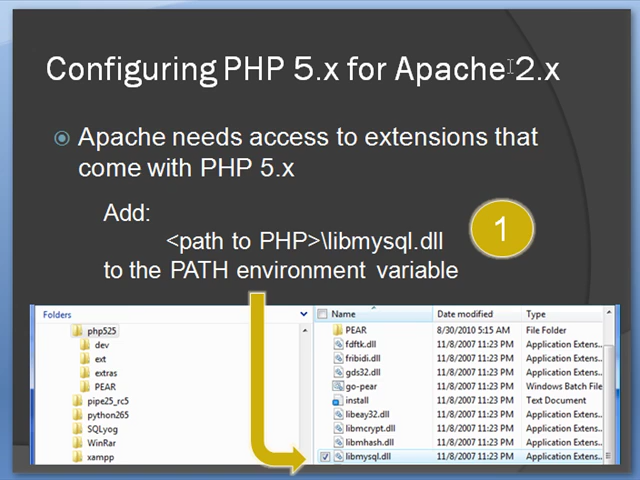 Configuring PHP 5.x for Apache 2.x
Apache needs access to extensions that
come with PHP 5.x
Add:
<path to PHP>\libmysql.dll
to the PATH environment variable
1
Folders
php525
dev
ext
extras
PEAR
pipe25_rc5
python265
SQLyog
WinRar
xampp
Name Date modified Type
PEAR 8/30/2010 5:15 AM File Folder
fdftk.dll 11/8/2007 11:23 PM Application Extens...
fribidi.dll 11/8/2007 11:23 PM Application Extens...
gds32.dll 11/8/2007 11:23 PM Application Extens...
go-pear 11/8/2007 11:23 PM Windows Batch File
install 11/8/2007 11:23 PM Text Document
libeay32.dll 11/8/2007 11:23 PM Application Extens...
libmcrypt.dll 11/8/2007 11:23 PM Application Extens...
libmhash.dll 11/8/2007 11:23 PM Application Extens...
libmysql.dll 11/8/2007 11:23 PM Application Extens...